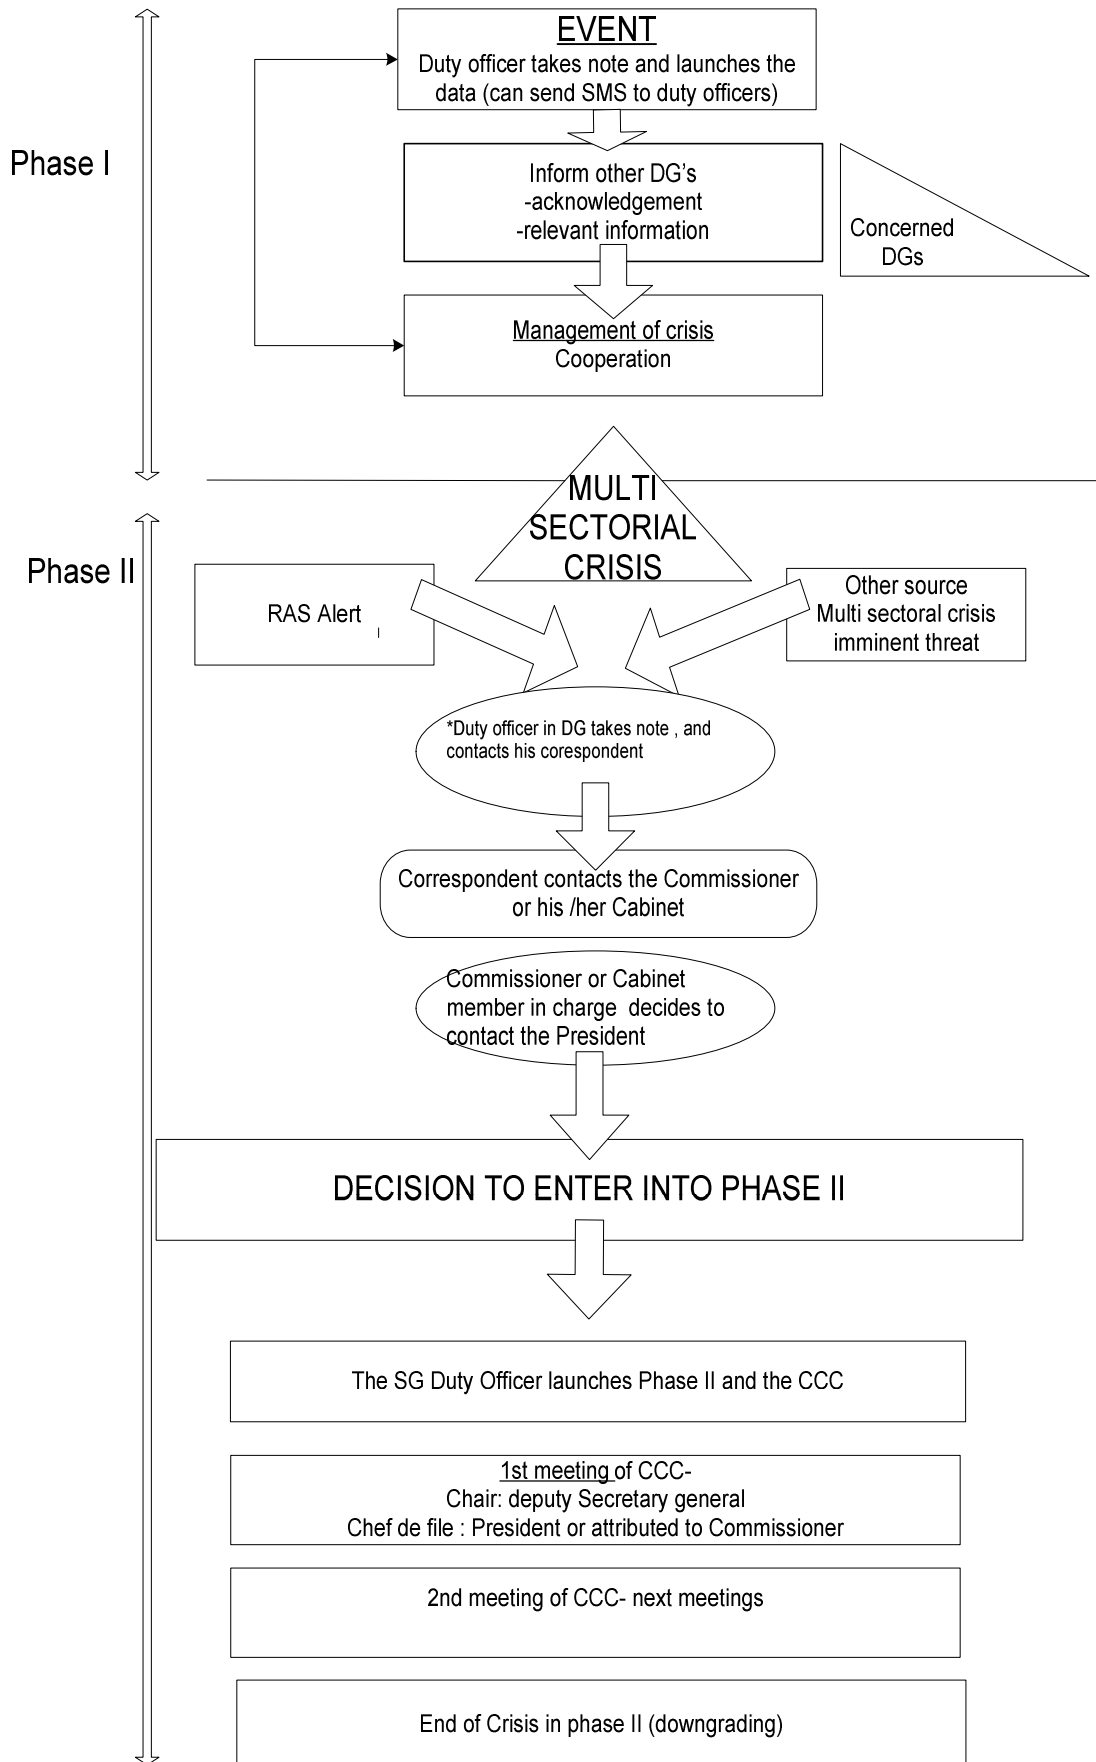 EVENT
Duty officer takes note and launches the
data (can send SMS to duty officers)
Phase I
Inform other DG's
-acknowledgement
-relevant information
Concerned
DGs
Management of crisis
Cooperation
MULTI
SECTORIAL
CRISIS
Phase II
RAS Alert
Other source
Multi sectoral crisis
imminent threat
*Duty officer in DG takes note , and
contacts his corespondent
Correspondent contacts the Commissioner
or his /her Cabinet
Commissioner or Cabinet
member in charge decides to
contact the President
DECISION TO ENTER INTO PHASE II
The SG Duty Officer launches Phase II and the CCC
1st meeting of CCC-
Chair: deputy Secretary general
Chef de file : President or attributed to Commissioner
2nd meeting of CCC- next meetings
End of Crisis in phase II (downgrading)